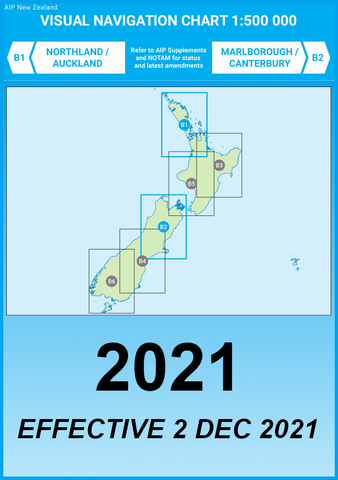 AIP New Zealand
VISUAL NAVIGATION CHART 1:500 000
B1
NORTHLAND /
AUCKLAND
Refer to AIP Supplements
and NOTAM for status
and latest amendments
MARLBOROUGH /
CANTERBURY
B2
B1
B3
B5
B2
B4
B6
2021
EFFECTIVE 2 DEC 2021